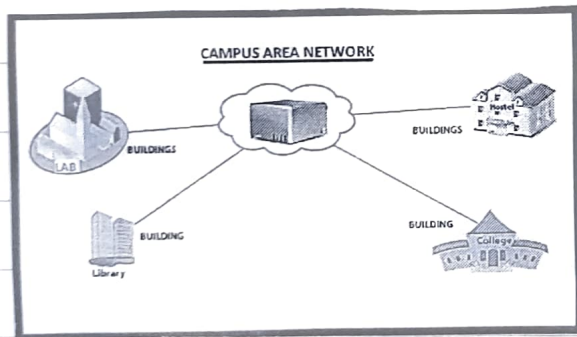 CAMPUS AREA NETWORK
Hostel
BUILDINGS
LAB
BUILDINGS
BUILDING
College
BUILDING
Library